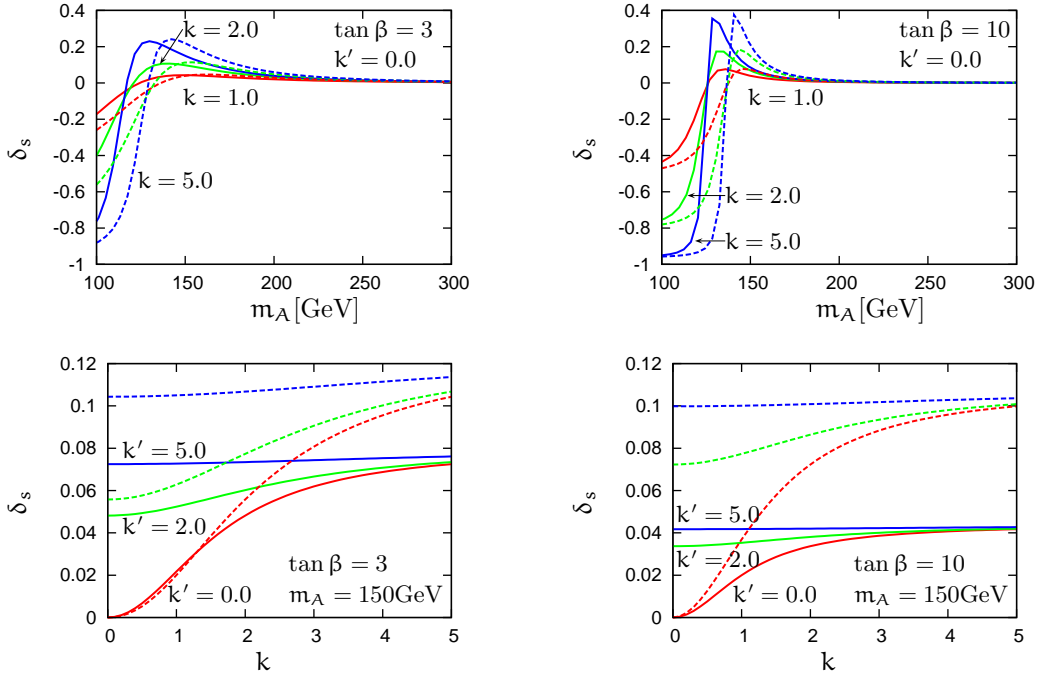 0.4
0.2
0
-0.2
-0.4
-0.6
-0.8
-1
δs
k = 2.0
tan β = 3
k′ = 0.0
k = 1.0
k = 5.0
100 150 200 250 300
mA[GeV]
0.4
0.2
0
-0.2
-0.4
-0.6
-0.8
-1
δs
tan β = 10
k′ = 0.0
k = 1.0
k = 2.0
k = 5.0
100 150 200 250 300
mA[GeV]
0.12
0.1
0.08
0.06
0.04
0.02
0
δs
k′ = 5.0
k′ = 2.0
tan β = 3
k′ = 0.0
mA = 150GeV
0 1 2 3 4 5
k
0.12
0.1
0.08
0.06
0.04
0.02
0
δs
k′ = 5.0
k′ = 2.0
tan β = 10
k′ = 0.0
mA = 150GeV
0 1 2 3 4 5
k